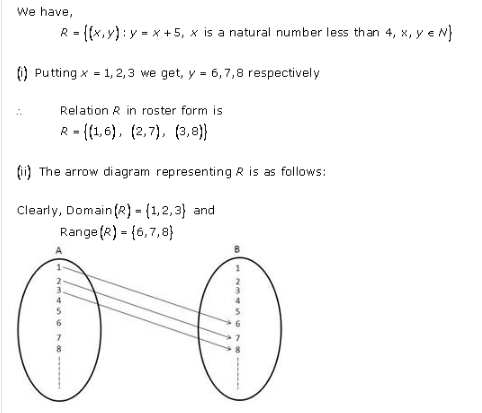 We have,
R = {(x,y) : y = x + 5, x is a natural number less than 4, x, y ∈ N}
(i) Putting x = 1,2,3 we get, y = 6,7,8 respectively
∴ Relation R in roster form is
R = {(1,6), (2,7), (3,8)}
(ii) The arrow diagram representing R is as follows:
Clearly, Domain(R) = {1,2,3} and
Range(R) = {6,7,8}
A B
1 1
2 2
3 3
4 4
5 5
6 6
7 7
8 8